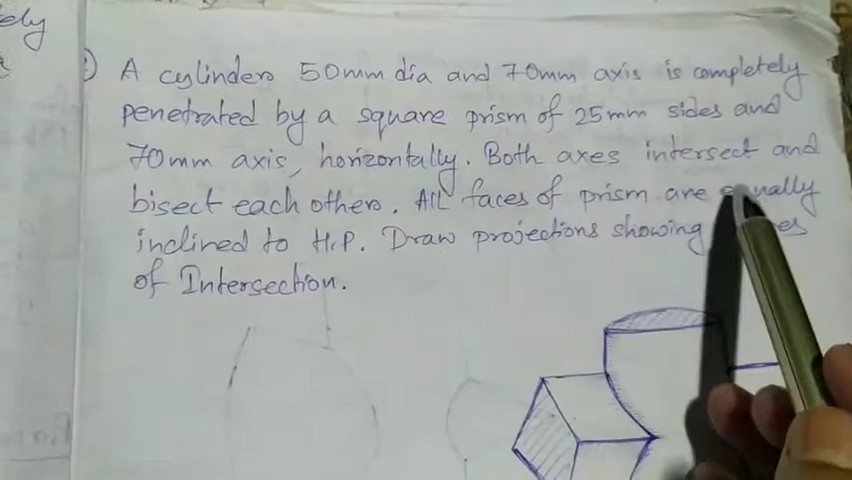 ely
A cylinder 50mm dia and 70mm axis is completely
penetrated by a square prism of 25mm sides and
70mm axis, horizontally. Both axes intersect and
bisect each other. All faces of prism are equally
inclined to H.P. Draw projections showing
of Intersection.